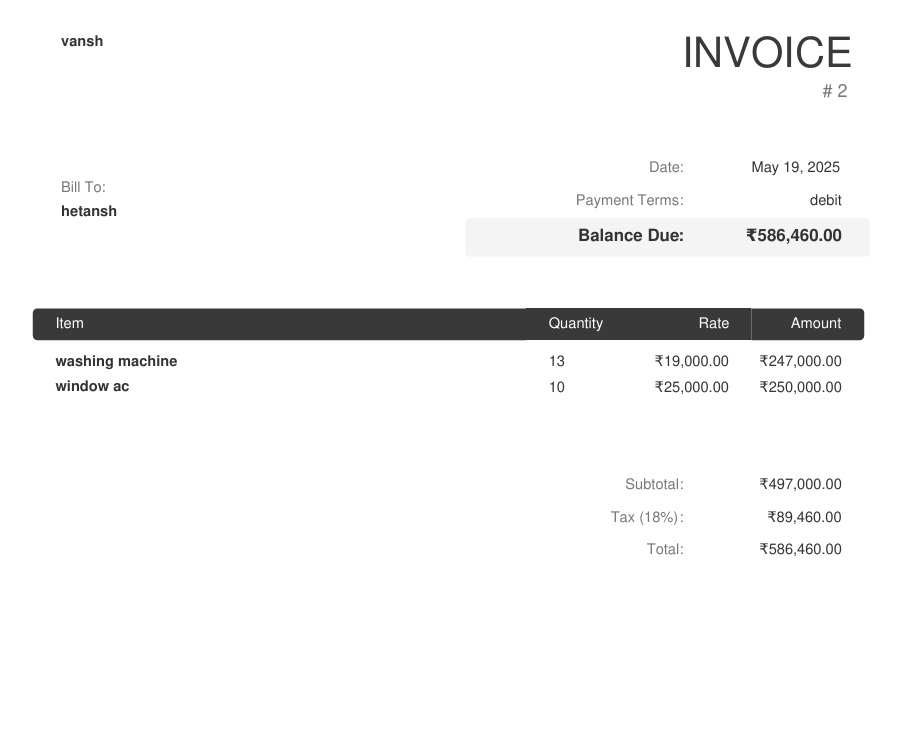 vansh
INVOICE
# 2
Date: May 19, 2025
Bill To:
Payment Terms: debit
hetansh
Balance Due: ₹586,460.00
Item Quantity Rate Amount
washing machine 13 ₹19,000.00 ₹247,000.00
window ac 10 ₹25,000.00 ₹250,000.00
Subtotal: ₹497,000.00
Tax (18%): ₹89,460.00
Total: ₹586,460.00